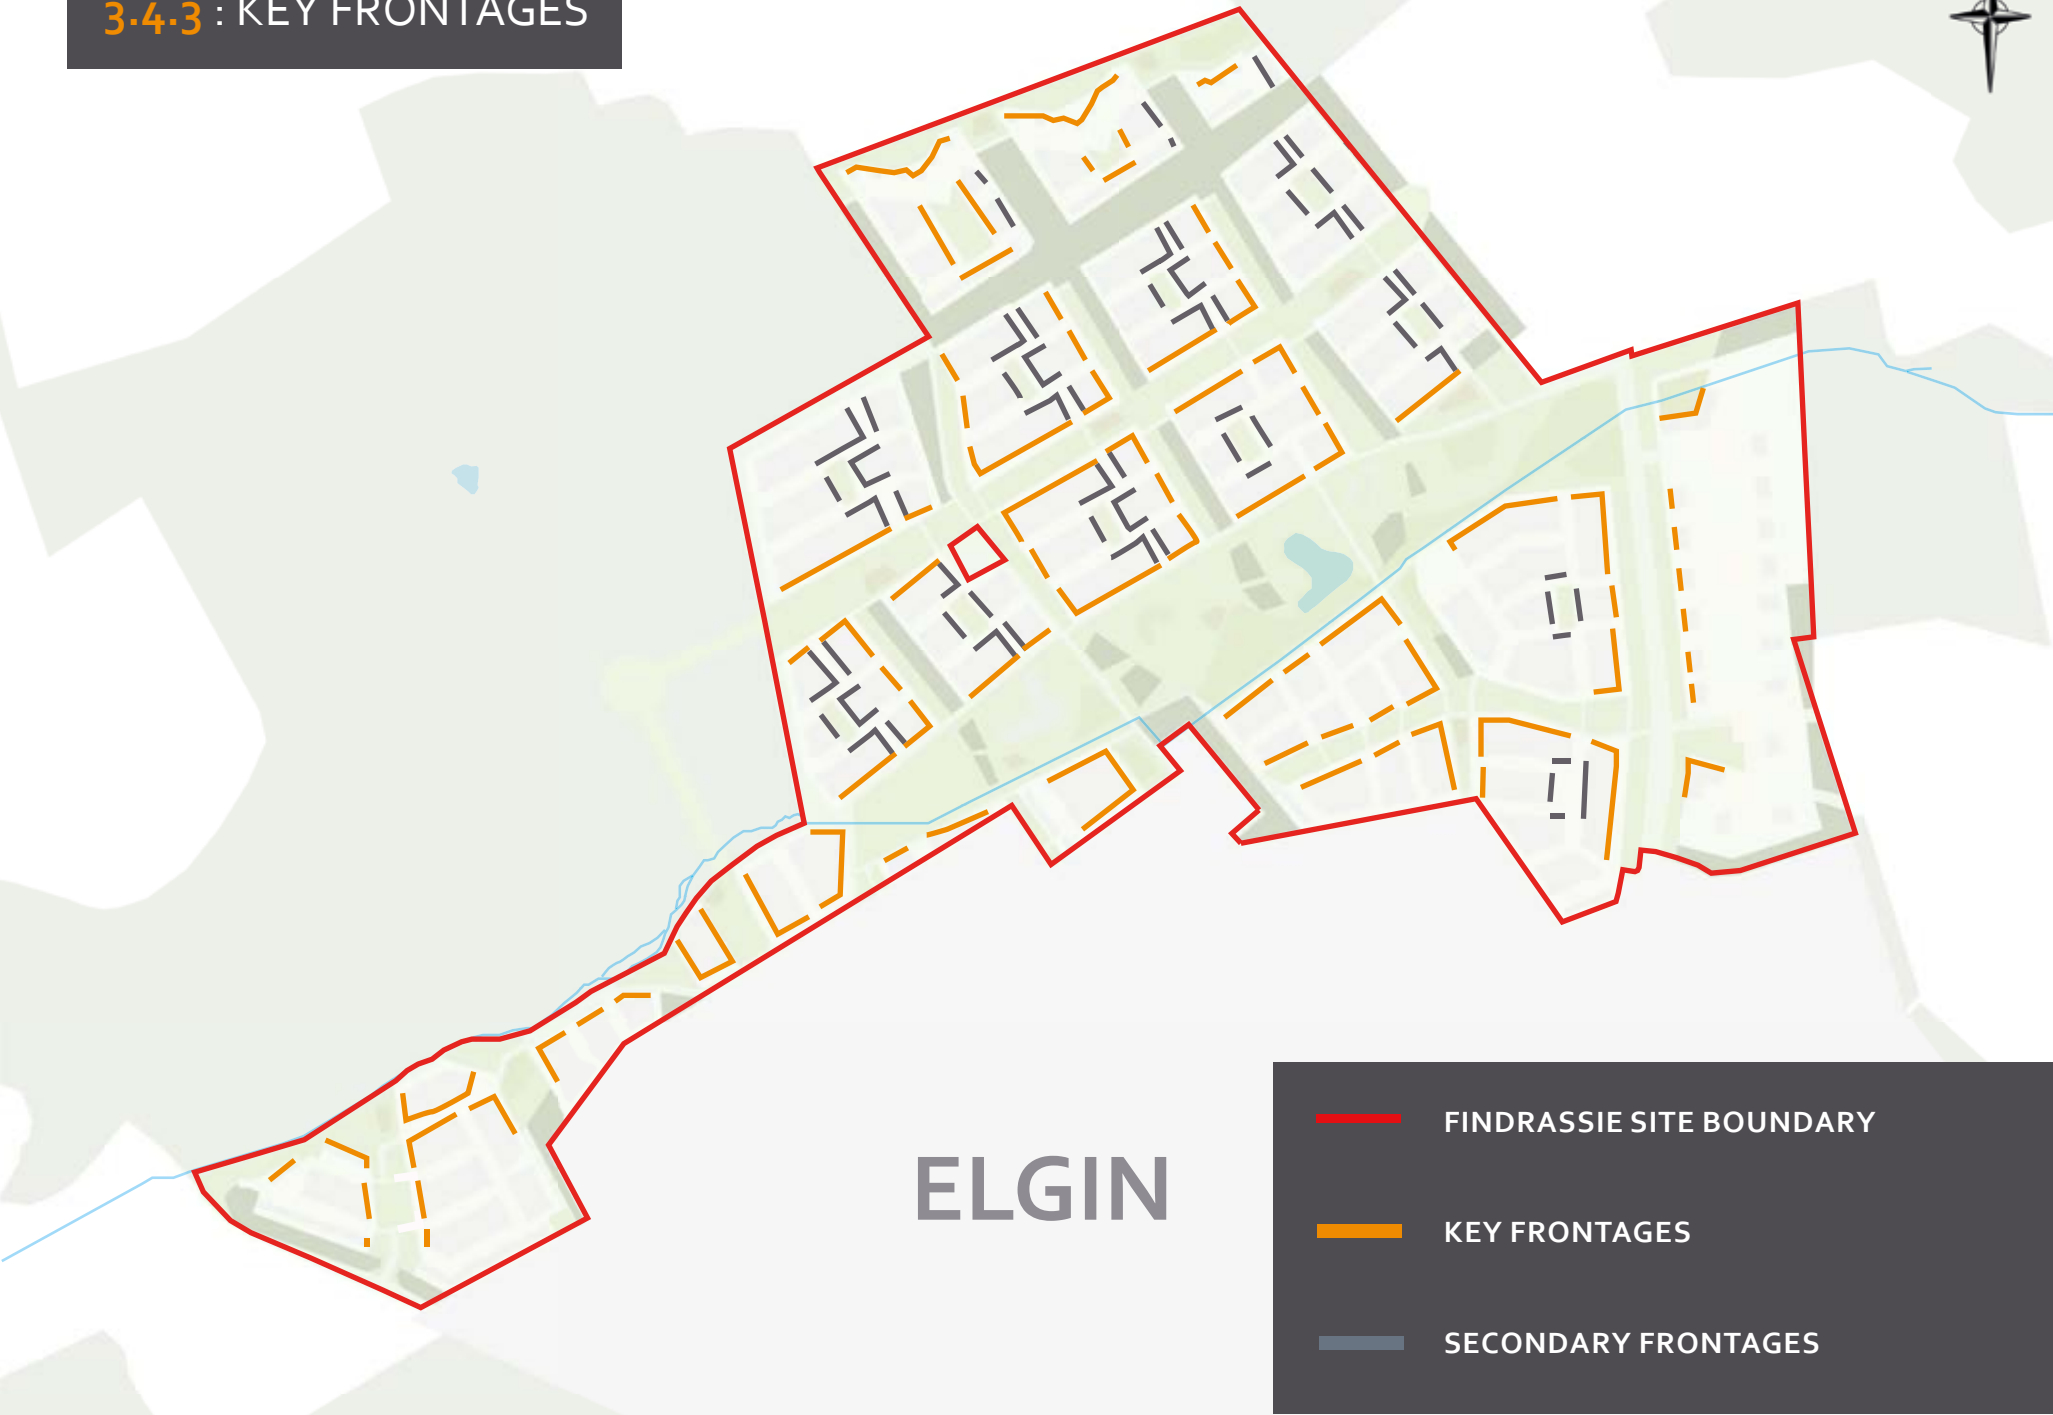 3.4.3 : KEY FRONTAGES
ELGIN
FINDRASSIE SITE BOUNDARY
KEY FRONTAGES
SECONDARY FRONTAGES